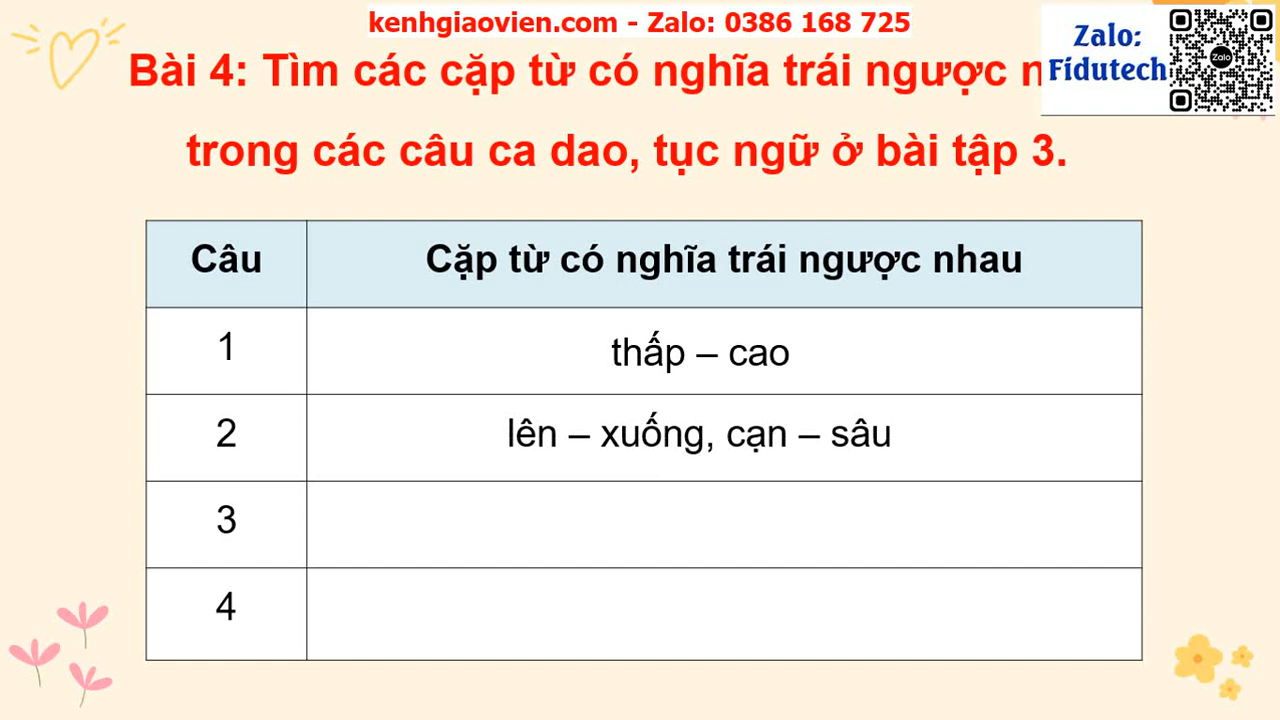 kenhgiaovien.com - Zalo: 0386 168 725
Zalo:
Fidutech
Zalo
Bài 4: Tìm các cặp từ có nghĩa trái ngược
trong các câu ca dao, tục ngữ ở bài tập 3.
Câu Cặp từ có nghĩa trái ngược nhau
1 thấp – cao
2 lên – xuống, cạn – sâu
3
4